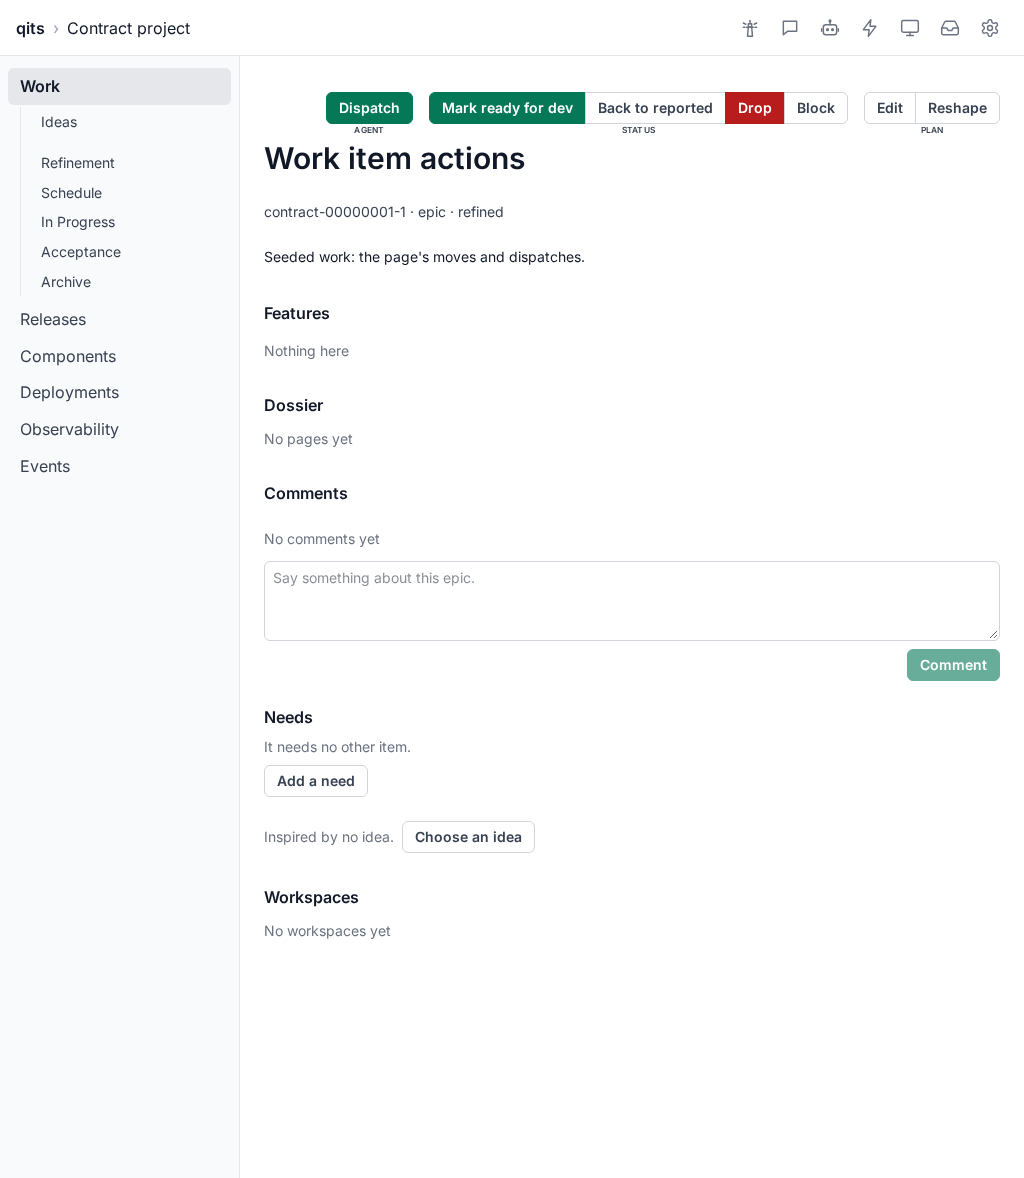 qits › Contract project
Work
Ideas
Refinement
Schedule
In Progress
Acceptance
Archive
Releases
Components
Deployments
Observability
Events
Dispatch
AGENT
Mark ready for dev Back to reported Drop Block
STATUS
Edit Reshape
PLAN
Work item actions
contract-00000001-1 · epic · refined
Seeded work: the page's moves and dispatches.
Features
Nothing here
Dossier
No pages yet
Comments
No comments yet
Say something about this epic.
Comment
Needs
It needs no other item.
Add a need
Inspired by no idea. Choose an idea
Workspaces
No workspaces yet